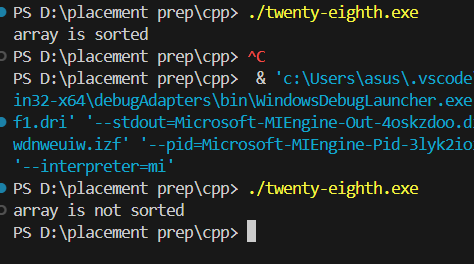 PS D:\placement prep\cpp> ./twenty-eighth.exe
array is sorted
PS D:\placement prep\cpp> ^C
PS D:\placement prep\cpp>  & 'c:\Users\asus\.vscode
in32-x64\debugAdapters\bin\WindowsDebugLauncher.exe
f1.dri' '--stdout=Microsoft-MIEngine-Out-4oskzdoo.d
wdnweuiw.izf' '--pid=Microsoft-MIEngine-Pid-3lyk2io
'--interpreter=mi'
PS D:\placement prep\cpp> ./twenty-eighth.exe
array is not sorted
PS D:\placement prep\cpp>